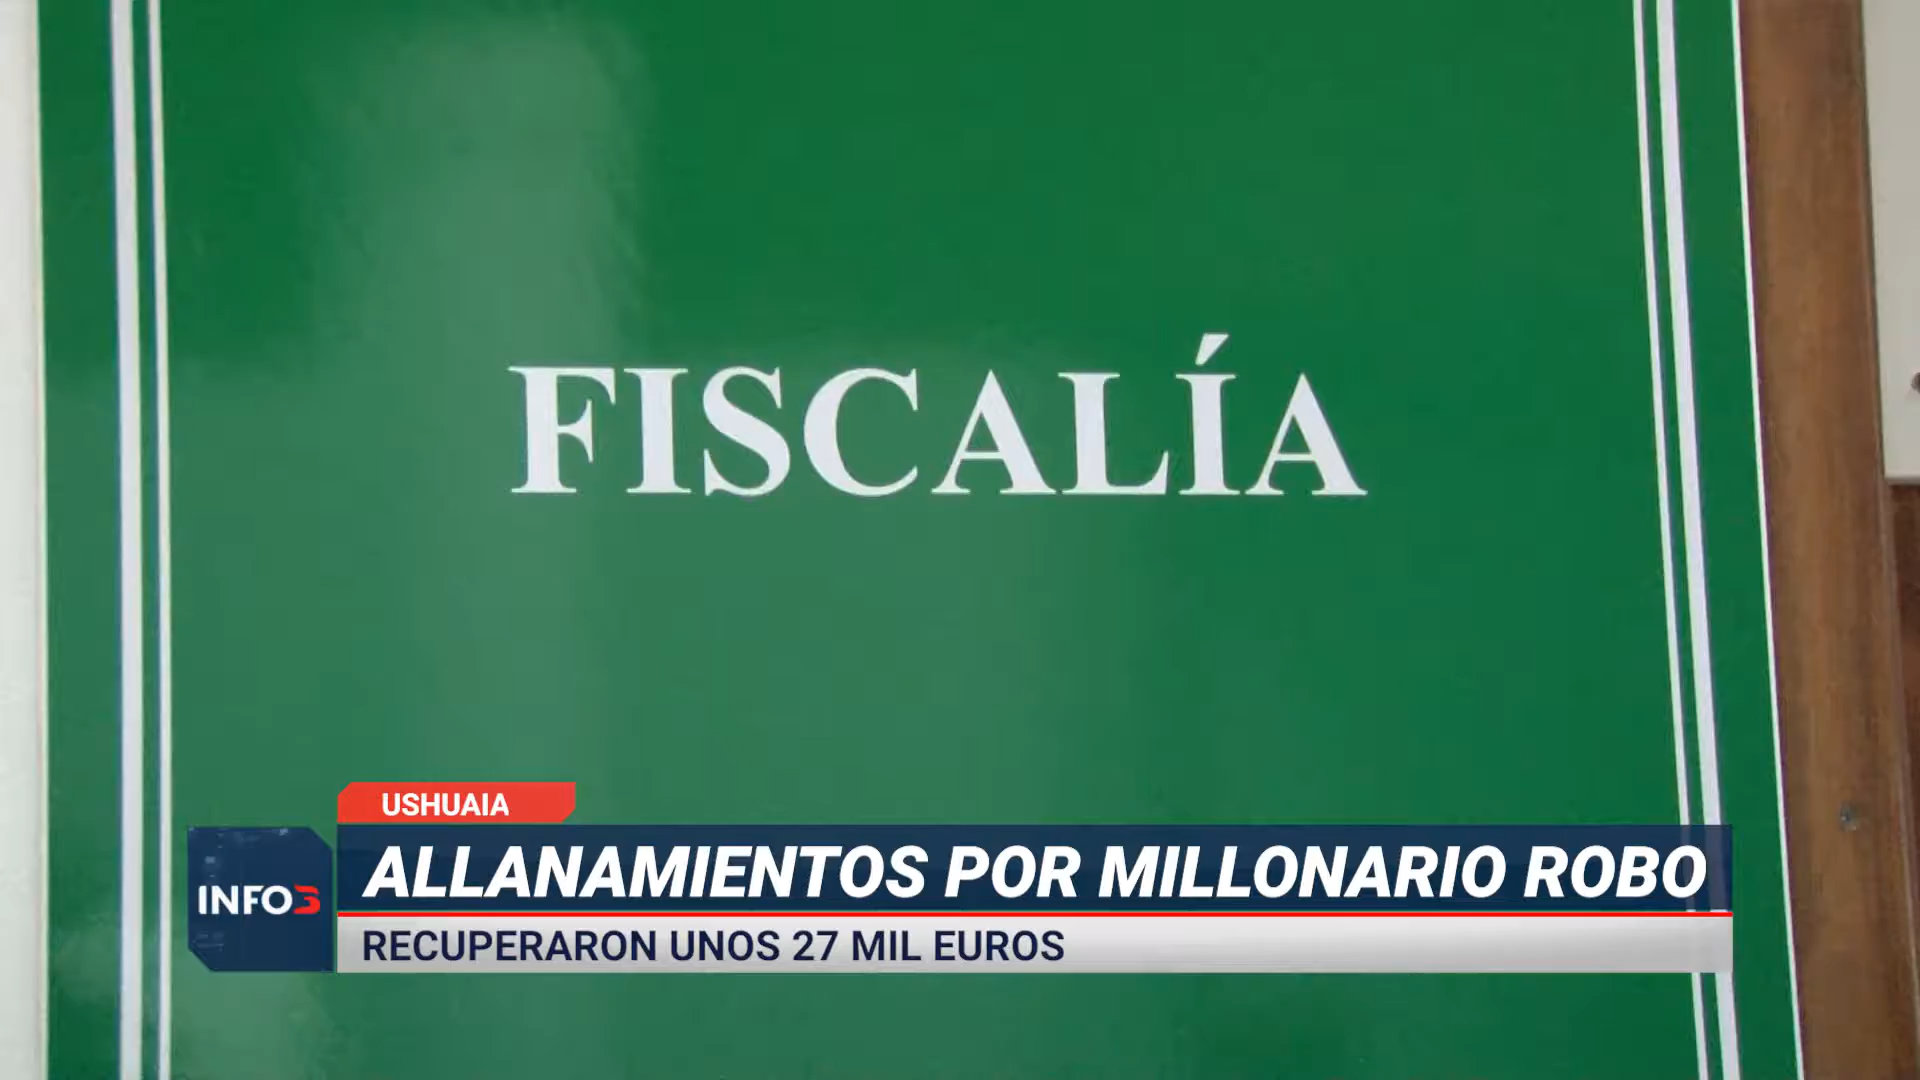 FISCALÍA
USHUAIA
INFO3
ALLANAMIENTOS POR MILLONARIO ROBO
RECUPERARON UNOS 27 MIL EUROS